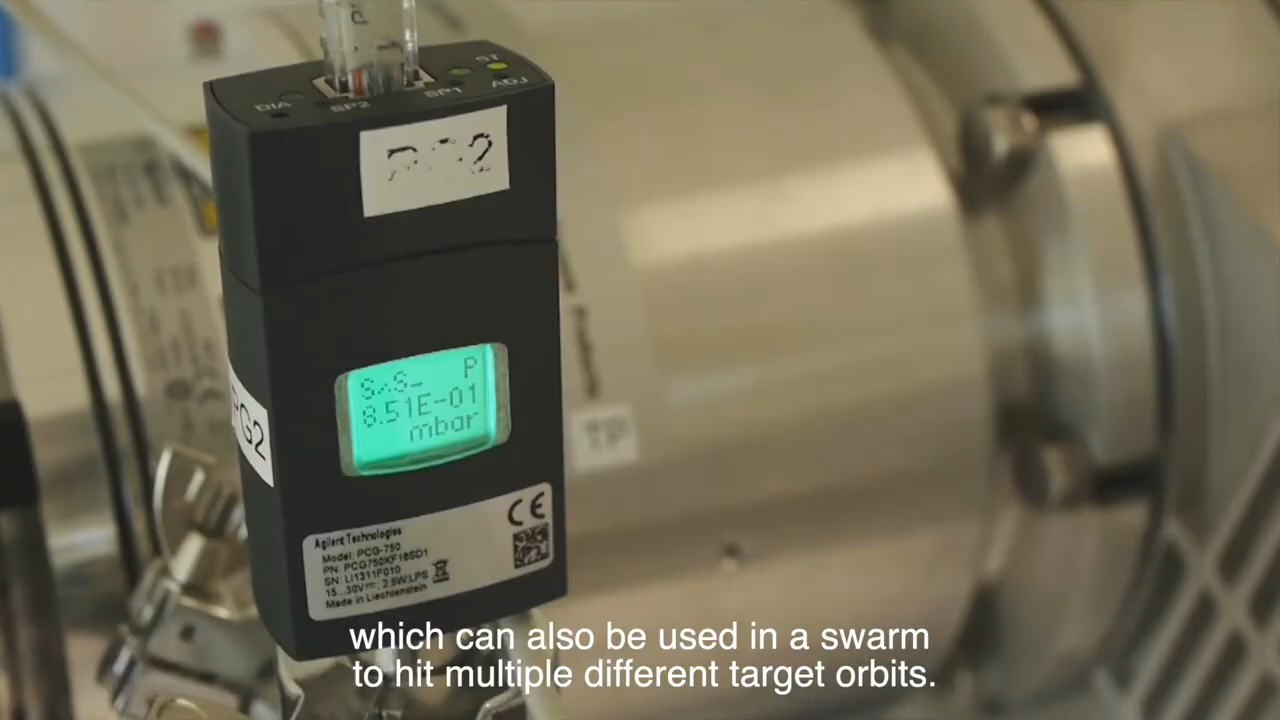 DIA
SP2
SP1
ST
ADJ
PG2
8.51E-01
P
mbar
PG2
TP
CE
Agilent Technologies
Model: PCG-750
PN: PCG750KF16SD1
SN: LI1311F010
15...30V 2.5W;LPS
Made in Liechtenstein
which can also be used in a swarm
to hit multiple different target orbits.